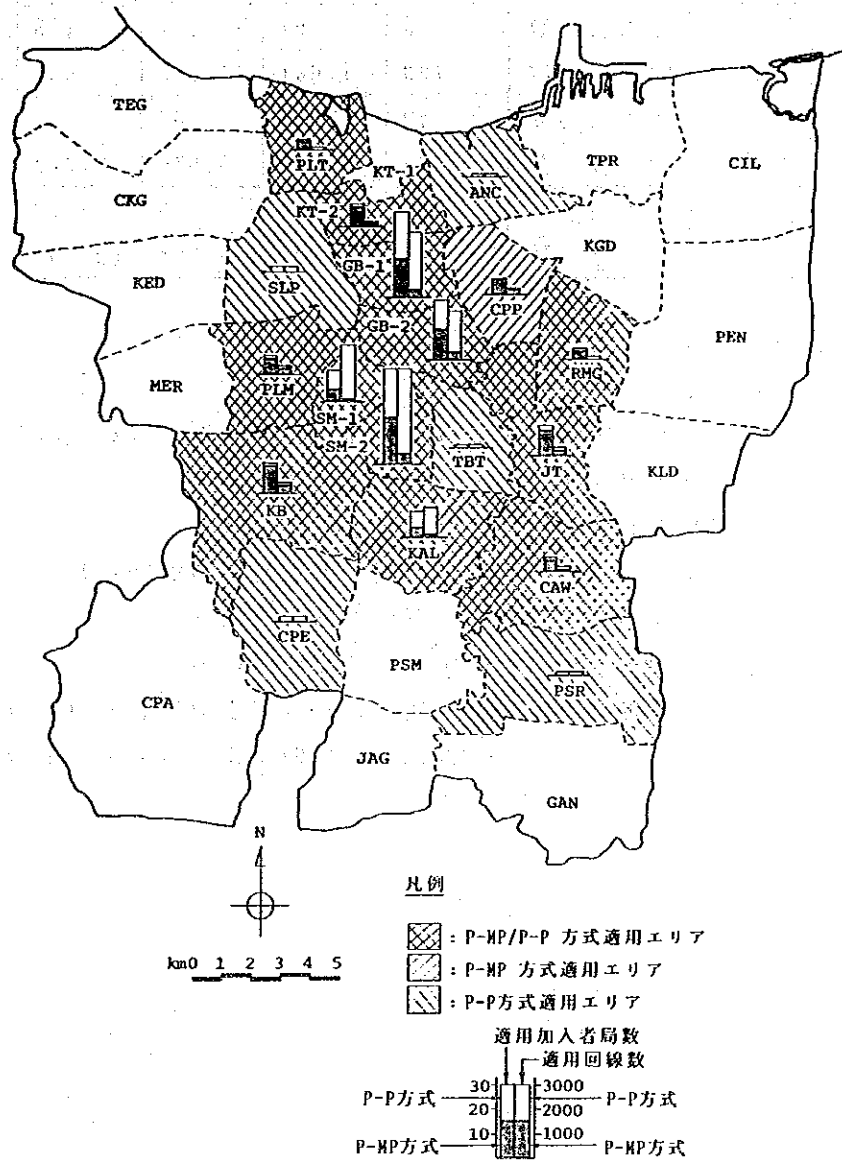 TEG
TPR
CIL
PLT
KT-1
ANC
CKG
KT-2
KGD
GB-1
KED
SLP
CPP
GB-2
PEN
MER
PLM
RMG
SM-1
SM-2
TBT
JT
KLD
KB
KAL
CAW
CPE
PSM
PSR
CPA
JAG
GAN
N
km0 1 2 3 4 5
凡例
: P-MP/P-P 方式適用エリア
: P-MP 方式適用エリア
: P-P方式適用エリア
適用加入者局数
適用回線数
30 3000
P-P方式 P-P方式
20 2000
10 1000
P-MP方式 P-MP方式